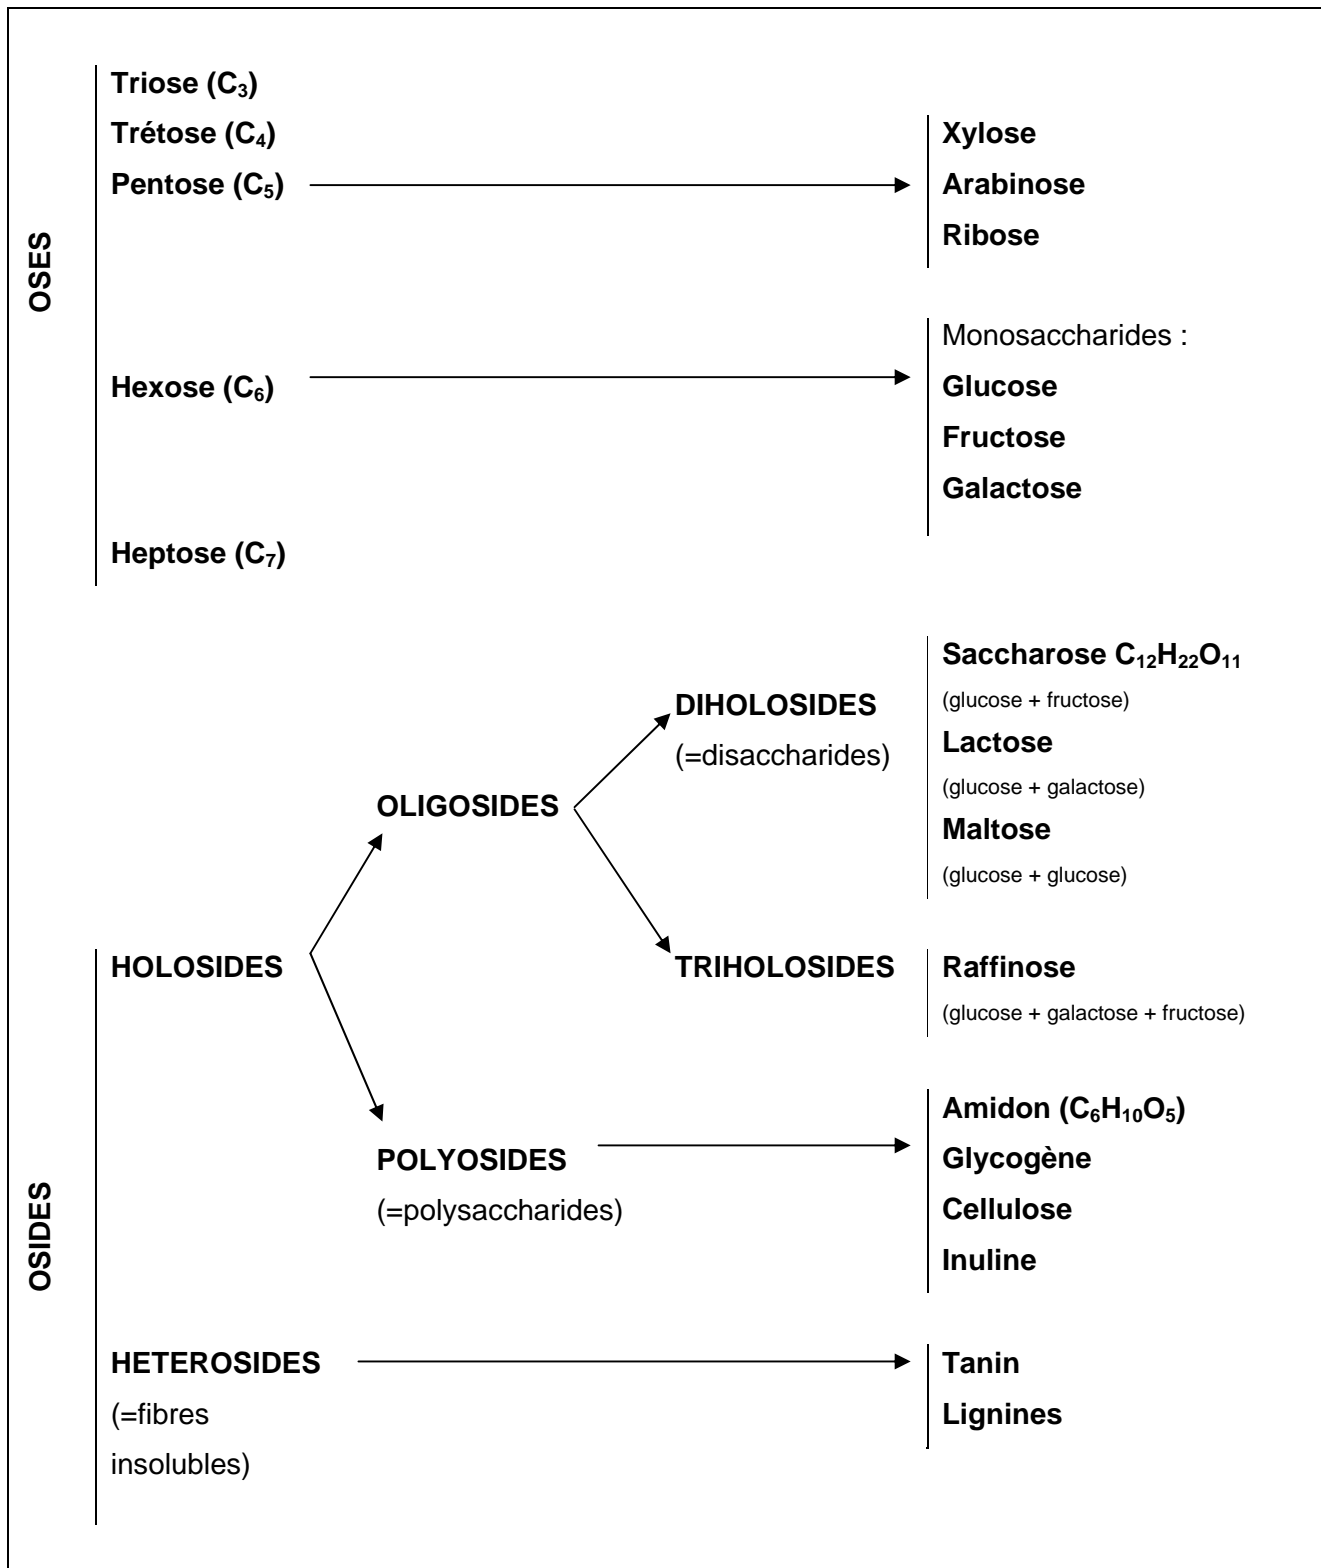 OSES
Triose (C₃)
Trétose (C₄)
Pentose (C₅)
Xylose
Arabinose
Ribose
Hexose (C₆)
Monosaccharides :
Glucose
Fructose
Galactose
Heptose (C₇)
OSIDES
HOLOSIDES
OLIGOSIDES
DIHOLOSIDES
(=disaccharides)
Saccharose C₁₂H₂₂O₁₁
(glucose + fructose)
Lactose
(glucose + galactose)
Maltose
(glucose + glucose)
TRIHOLOSIDES
Raffinose
(glucose + galactose + fructose)
POLYOSIDES
(=polysaccharides)
Amidon (C₆H₁₀O₅)
Glycogène
Cellulose
Inuline
HETEROSIDES
(=fibres
insolubles)
Tanin
Lignines